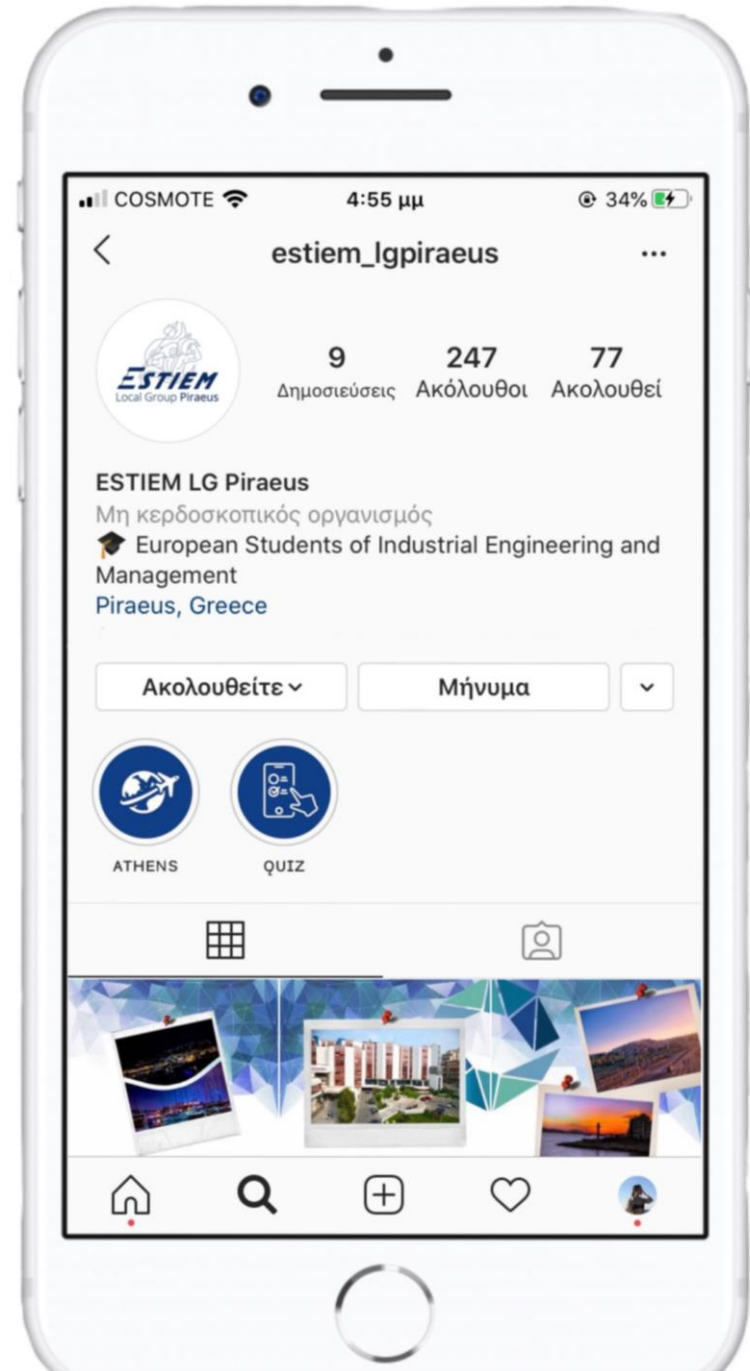 COSMOTE 4:55 μμ 34%
estiem_lgpiraeus
ESTIEM
Local Group Piraeus
9 247 77
Δημοσιεύσεις Ακόλουθοι Ακολουθεί
ESTIEM LG Piraeus
Μη κερδοσκοπικός οργανισμός
🎓 European Students of Industrial Engineering and
Management
Piraeus, Greece
Ακολουθείτε Μήνυμα
ATHENS QUIZ